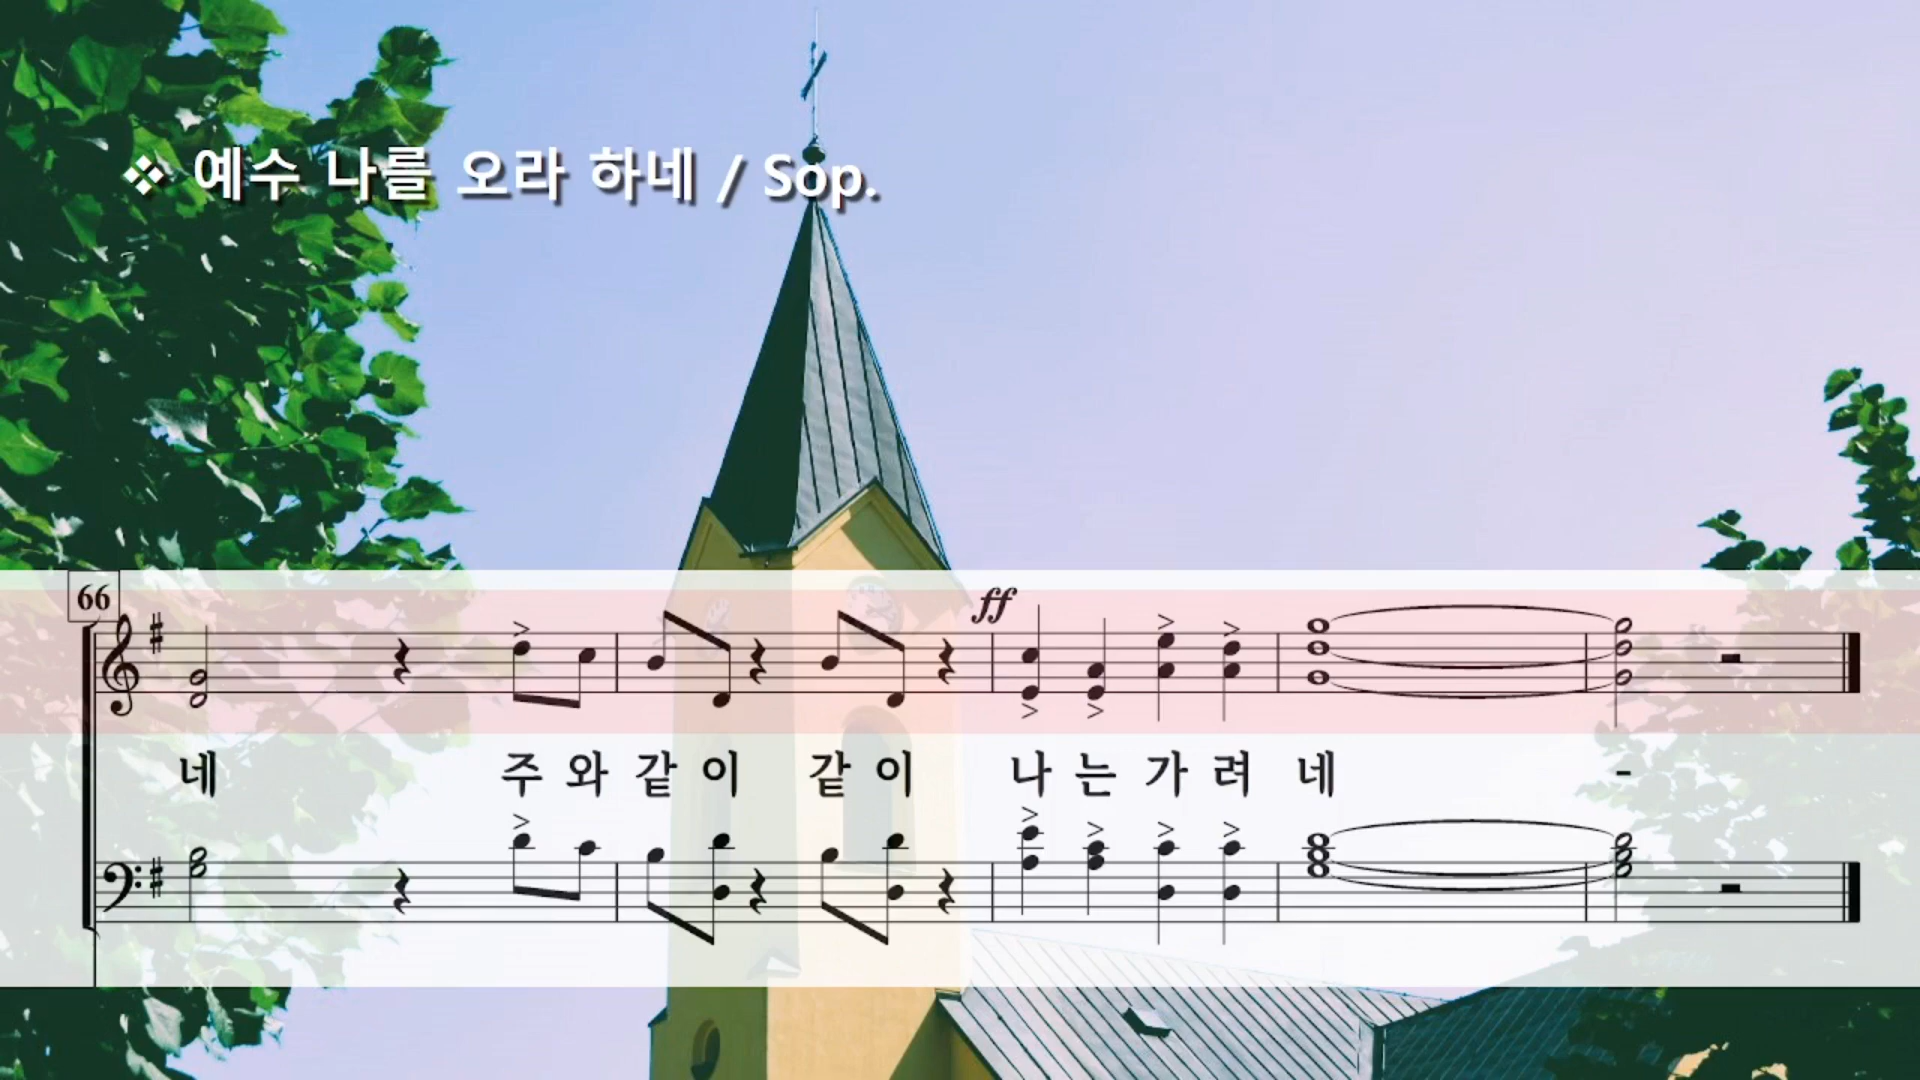 ❖ 예수 나를 오라 하네 / Sop.
66
ff
네 주 와 같 이 같 이 나 는 가 려 네 -